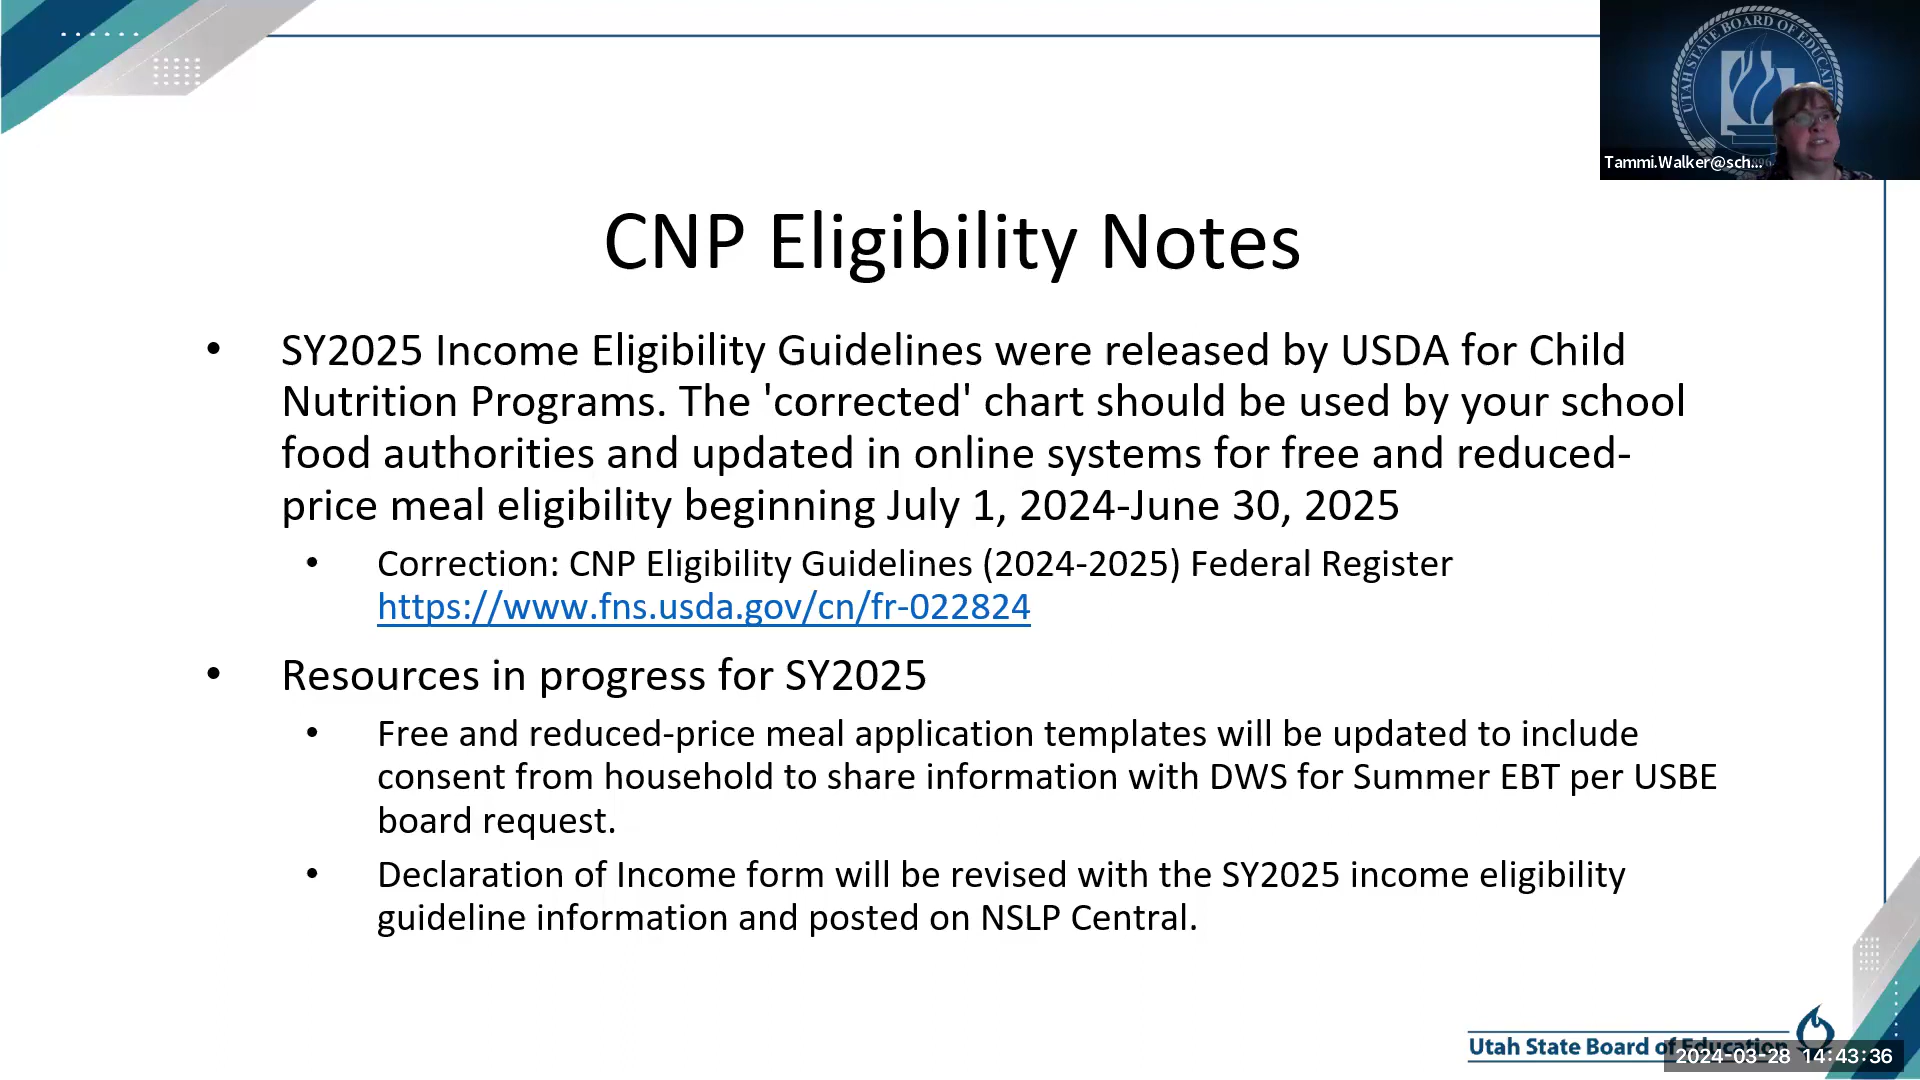 UTAH STATE BOARD OF EDUCAT
Tammi.Walker@sch...
CNP Eligibility Notes
• SY2025 Income Eligibility Guidelines were released by USDA for Child
Nutrition Programs. The 'corrected' chart should be used by your school
food authorities and updated in online systems for free and reduced-
price meal eligibility beginning July 1, 2024-June 30, 2025
• Correction: CNP Eligibility Guidelines (2024-2025) Federal Register
https://www.fns.usda.gov/cn/fr-022824
• Resources in progress for SY2025
• Free and reduced-price meal application templates will be updated to include
consent from household to share information with DWS for Summer EBT per USBE
board request.
• Declaration of Income form will be revised with the SY2025 income eligibility
guideline information and posted on NSLP Central.
Utah State Board of Education
2024-03-28 14:43:36